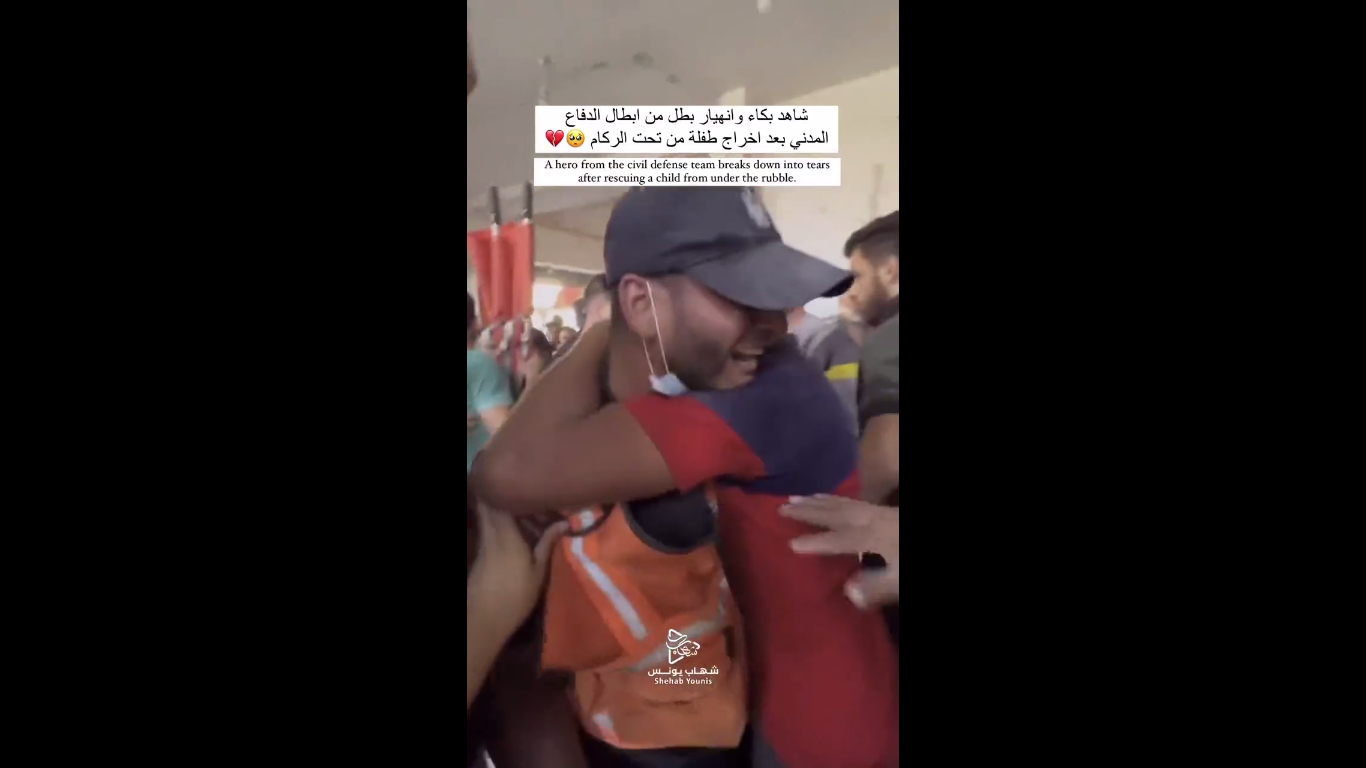 شاهد بكاء وانهيار بطل من ابطال الدفاع
المدني بعد اخراج طفلة من تحت الركام 🥺💔
A hero from the civil defense team breaks down into tears
after rescuing a child from under the rubble.
شهاب يونس
Shehab Younis